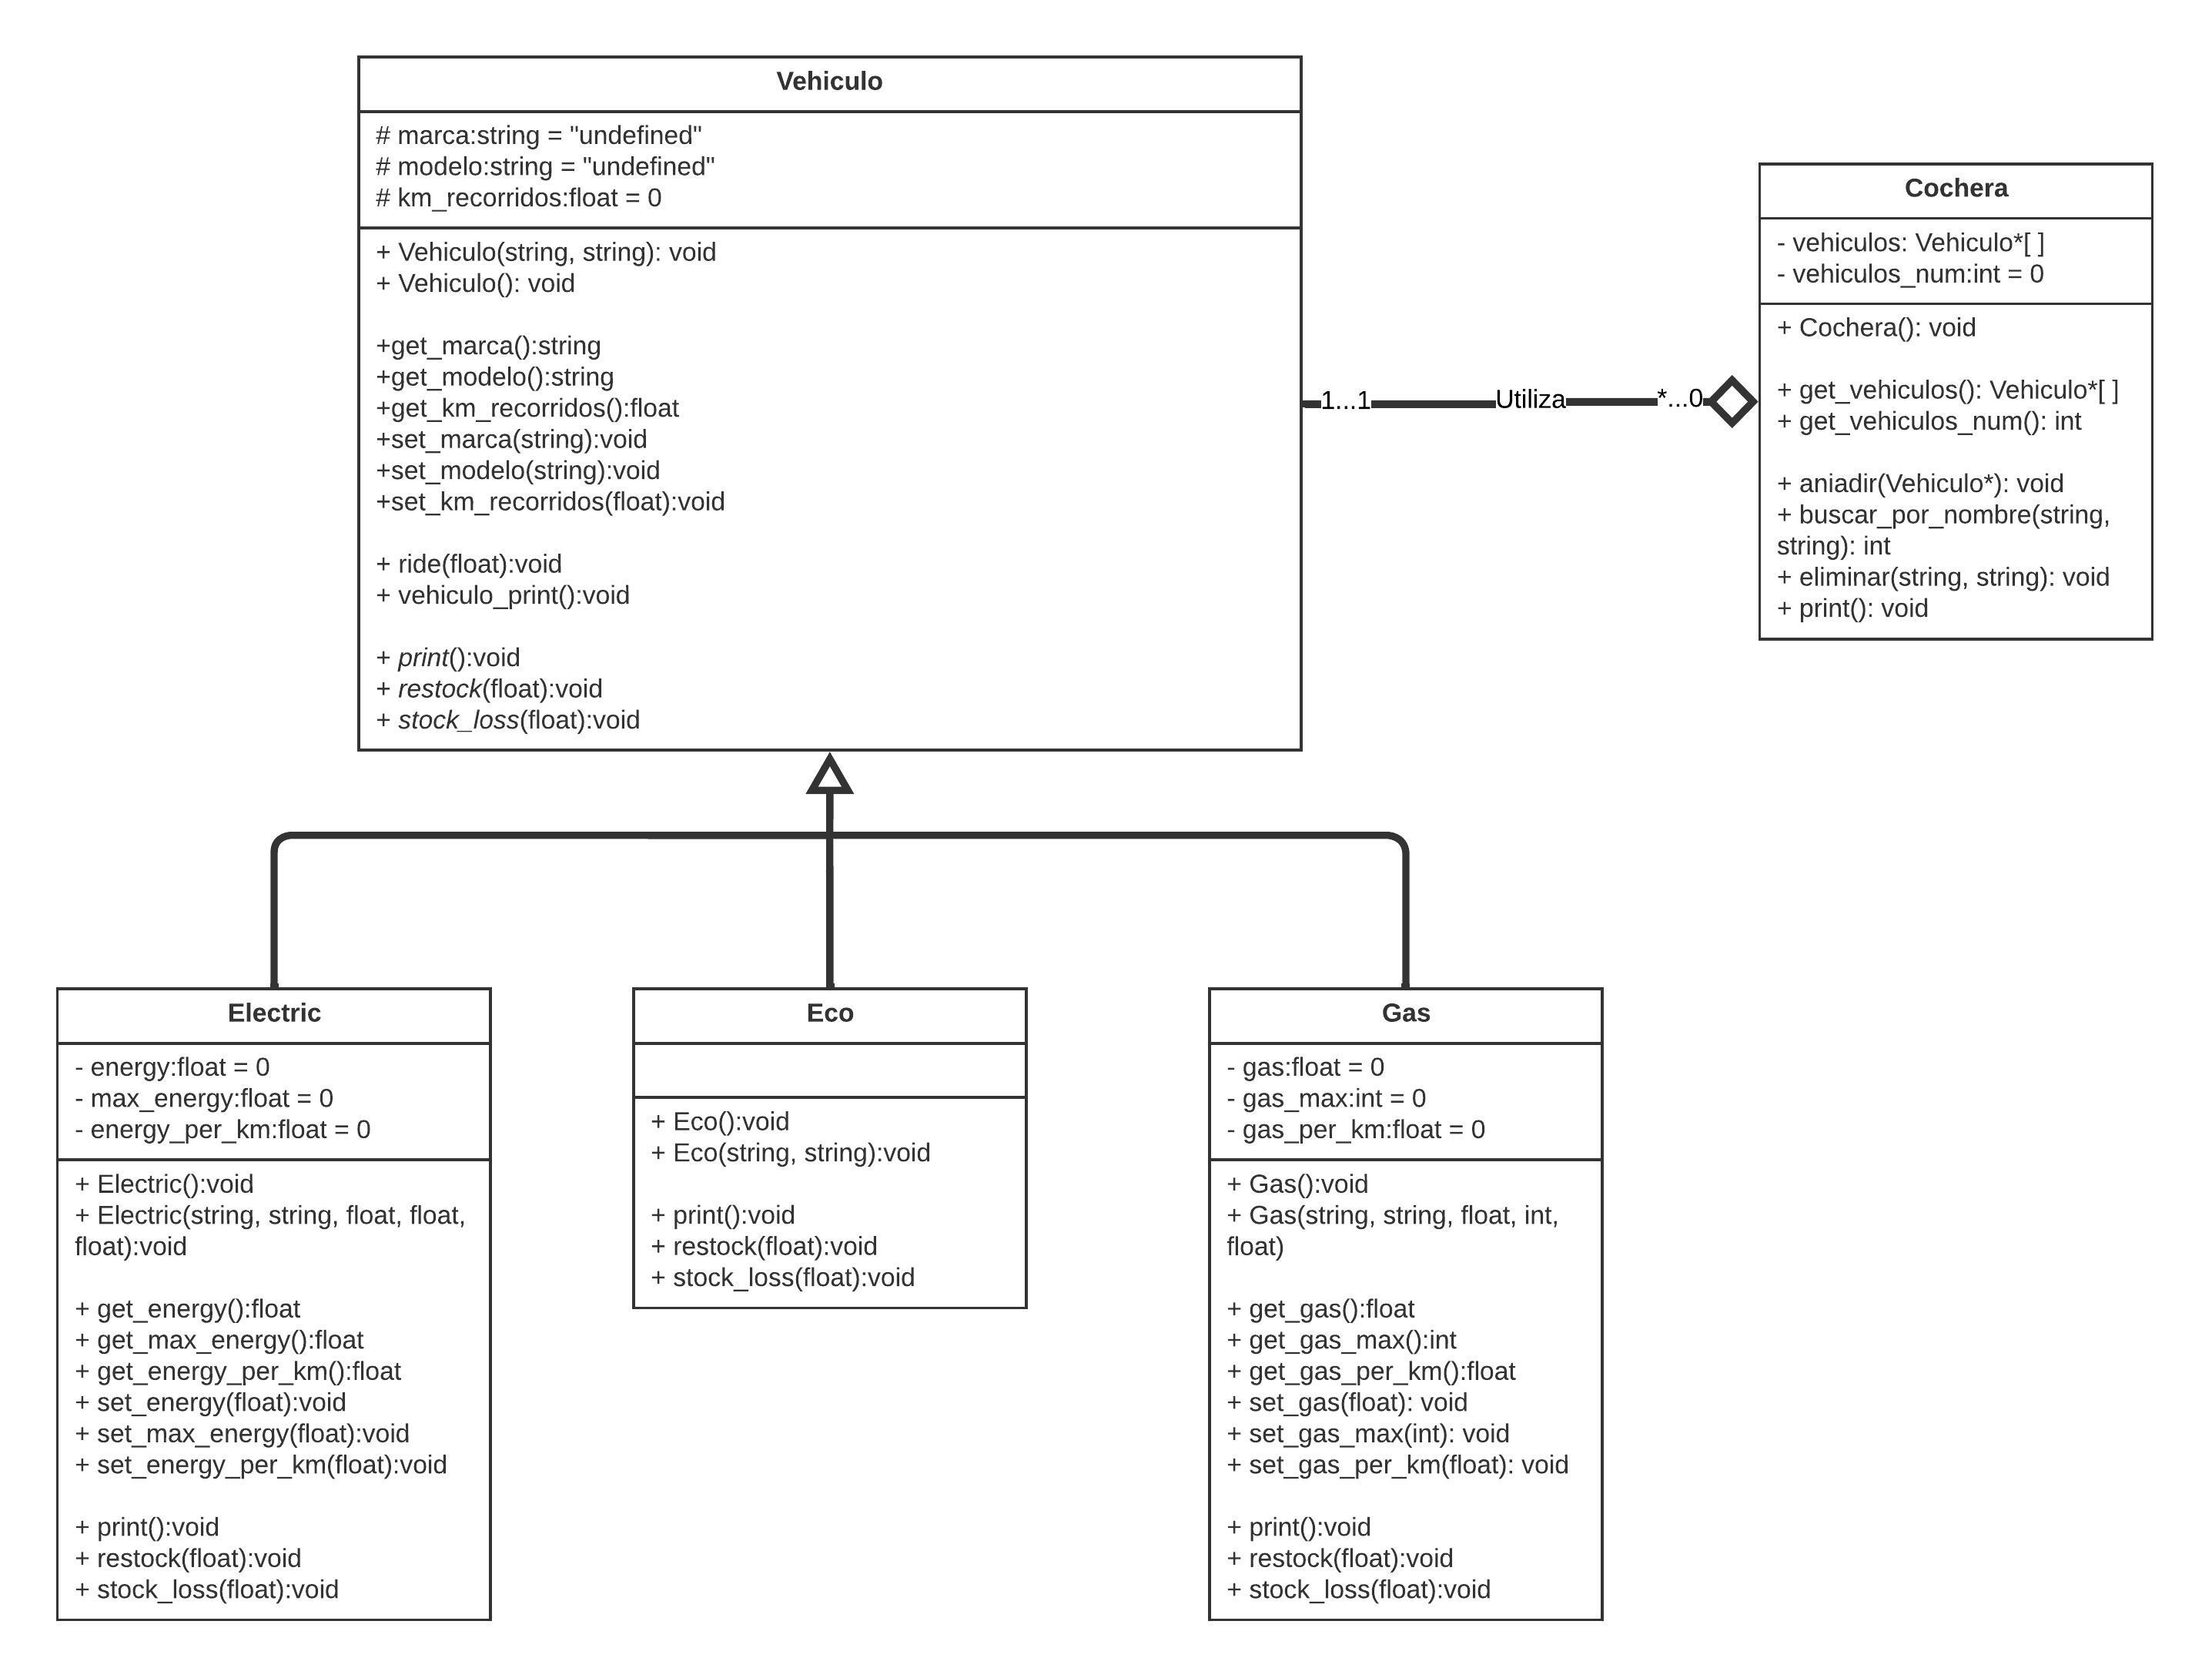 Vehiculo
# marca:string = "undefined"
# modelo:string = "undefined"
# km_recorridos:float = 0
+ Vehiculo(string, string): void
+ Vehiculo(): void
+get_marca():string
+get_modelo():string
+get_km_recorridos():float
+set_marca(string):void
+set_modelo(string):void
+set_km_recorridos(float):void
+ ride(float):void
+ vehiculo_print():void
+ print():void
+ restock(float):void
+ stock_loss(float):void
1...1
Utiliza
*...0
Cochera
- vehiculos: Vehiculo*[ ]
- vehiculos_num:int = 0
+ Cochera(): void
+ get_vehiculos(): Vehiculo*[ ]
+ get_vehiculos_num(): int
+ aniadir(Vehiculo*): void
+ buscar_por_nombre(string,
string): int
+ eliminar(string, string): void
+ print(): void
Electric
- energy:float = 0
- max_energy:float = 0
- energy_per_km:float = 0
+ Electric():void
+ Electric(string, string, float, float,
float):void
+ get_energy():float
+ get_max_energy():float
+ get_energy_per_km():float
+ set_energy(float):void
+ set_max_energy(float):void
+ set_energy_per_km(float):void
+ print():void
+ restock(float):void
+ stock_loss(float):void
Eco
+ Eco():void
+ Eco(string, string):void
+ print():void
+ restock(float):void
+ stock_loss(float):void
Gas
- gas:float = 0
- gas_max:int = 0
- gas_per_km:float = 0
+ Gas():void
+ Gas(string, string, float, int,
float)
+ get_gas():float
+ get_gas_max():int
+ get_gas_per_km():float
+ set_gas(float): void
+ set_gas_max(int): void
+ set_gas_per_km(float): void
+ print():void
+ restock(float):void
+ stock_loss(float):void